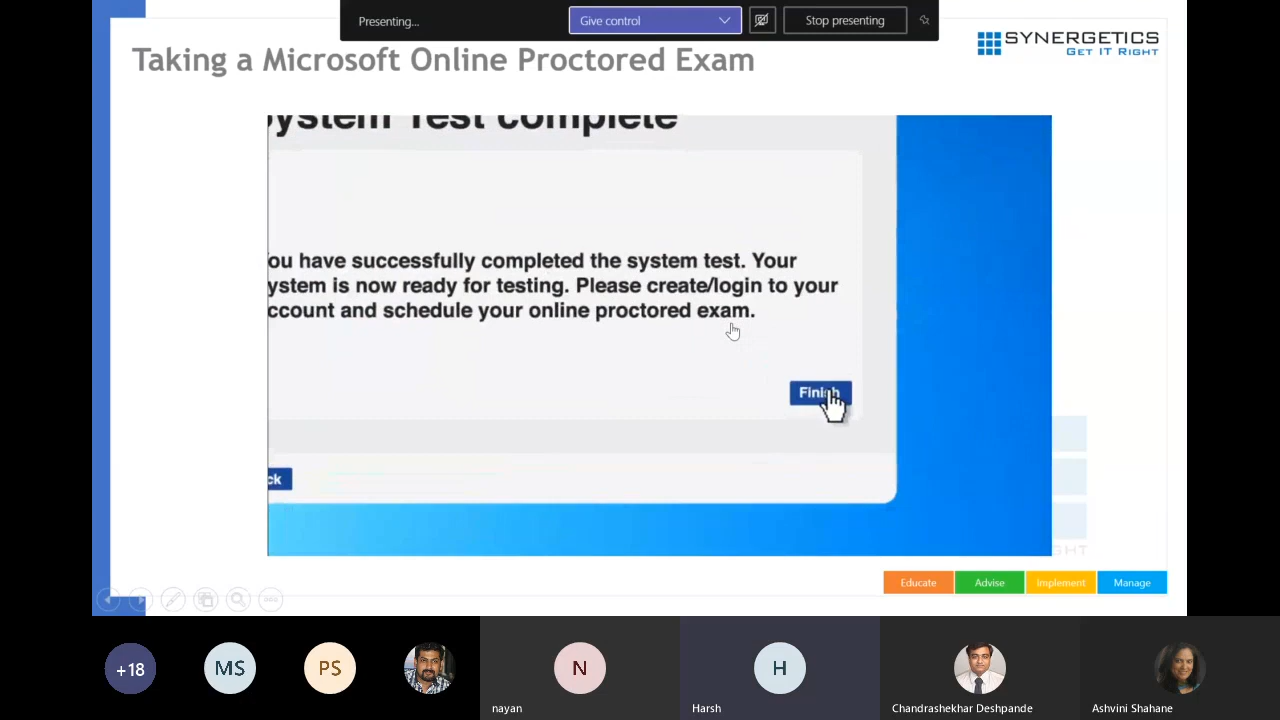 Presenting...
Give control
Stop presenting
Taking a Microsoft Online Proctored Exam
SYNERGETICS
GET IT RIGHT
System Test complete
ou have successfully completed the system test. Your
ystem is now ready for testing. Please create/login to your
ccount and schedule your online proctored exam.
Finish
ck
GHT
Educate
Advise
Implement
Manage
+18
MS
PS
N
H
nayan
Harsh
Chandrashekhar Deshpande
Ashvini Shahane